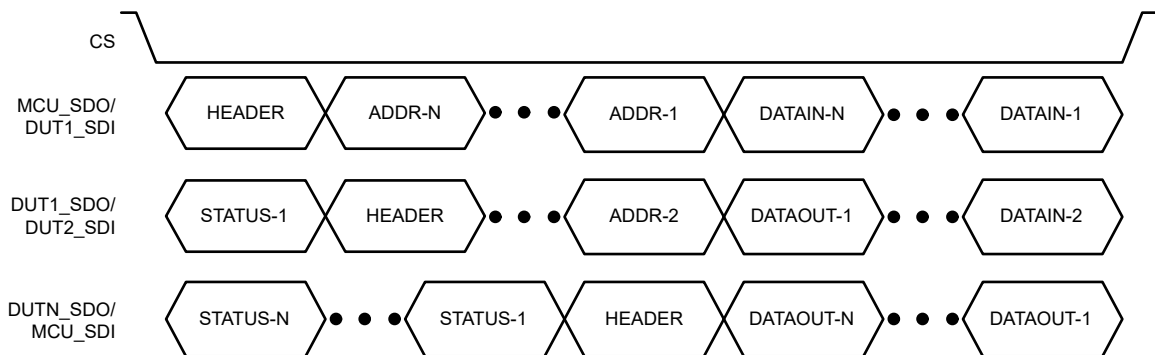 CS
MCU_SDO/
DUT1_SDI
HEADER ADDR-N ADDR-1 DATAIN-N DATAIN-1
DUT1_SDO/
DUT2_SDI
STATUS-1 HEADER ADDR-2 DATAOUT-1 DATAIN-2
DUTN_SDO/
MCU_SDI
STATUS-N STATUS-1 HEADER DATAOUT-N DATAOUT-1